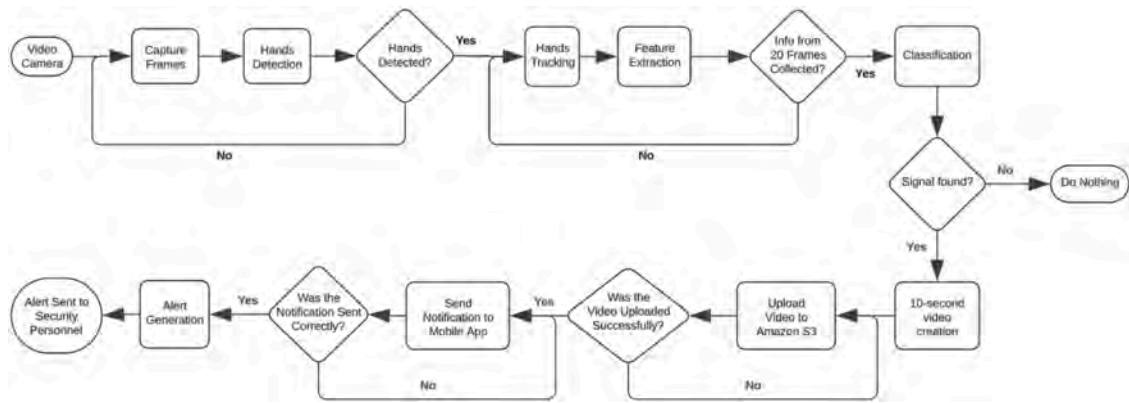 Video
Camera
Capture
Frames
Hands
Detection
Hands
Detected?
Yes
No
Hands
Tracking
Feature
Extraction
Info from
20 Frames
Collected?
Yes
No
Classification
Signal found?
No
Do Nothing
Yes
10-second
video
creation
Upload
Video to
Amazon S3
Was the
Video Uploaded
Successfully?
No
Yes
Send
Notification to
Mobile App
Was the
Notification Sent
Correctly?
No
Yes
Alert
Generation
Alert Sent to
Security
Personnel